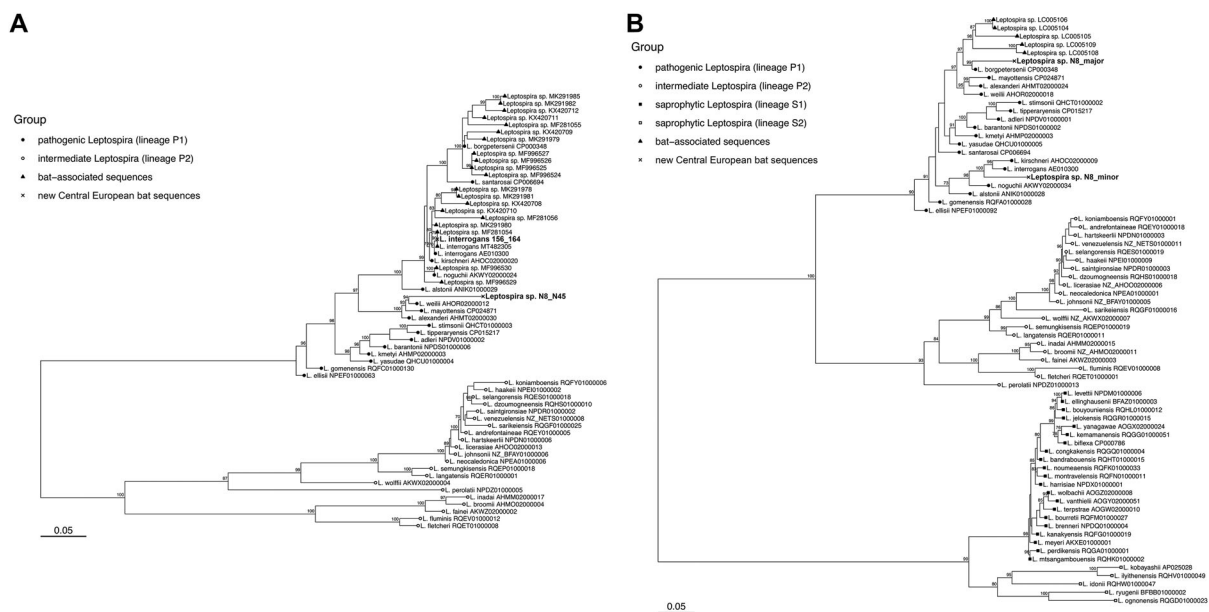 A
Group
pathogenic Leptospira (lineage P1)
intermediate Leptospira (lineage P2)
bat−associated sequences
new Central European bat sequences
Leptospira sp. MK291985
Leptospira sp. MK291982
Leptospira sp. KX420712
Leptospira sp. KX420711
Leptospira sp. MF281055
Leptospira sp. KX420709
Leptospira sp. MK291979
L. borgpetersenii CP000348
Leptospira sp. MF996527
Leptospira sp. MF996526
Leptospira sp. MF996525
Leptospira sp. MF996524
L. santarosai CP006694
Leptospira sp. MK291978
Leptospira sp. MK291981
Leptospira sp. KX420708
Leptospira sp. KX420710
Leptospira sp. MF281056
Leptospira sp. MK291980
Leptospira sp. MF281054
L. interrogans 156_164
L. interrogans MT482305
L. interrogans AE010300
L. kirschneri AHOC02000020
Leptospira sp. MF996530
L. noguchii AKWY02000024
Leptospira sp. MF996529
L. alstonii ANIK01000029
Leptospira sp. N8_N45
L. weilii AHOR02000012
L. mayottensis CP024871
L. alexanderi AHMT02000030
L. stimsonii QHCT01000003
L. tipperaryensis CP015217
L. adleri NPDV01000002
L. barantonii NPDS01000006
L. kmetyi AHMP02000003
L. yasudae QHCU01000004
L. gomenensis RQFC01000130
L. ellisii NPEF01000063
L. koniamboensis RQFY01000006
L. haakeii NPEI01000002
L. selangorensis RQES01000018
L. dzoumogneensis RQHS01000010
L. saintgironsiae NPDR01000002
L. venezuelensis NZ_NETS01000008
L. sarikeiensis RQGF01000025
L. andrefontaineae RQEY01000005
L. hartskeerlii NPDN01000006
L. licerasiae AHOO02000013
L. johnsonii NZ_BFAY01000006
L. neocaledonica NPEA01000006
L. semungkisensis RQEP01000018
L. langatensis RQER01000001
L. wolffii AKWX02000004
L. perolatii NPDZ01000005
L. inadai AHMM02000017
L. broomii AHMO02000004
L. fainei AKWZ02000002
L. fluminis RQEV01000012
L. fletcheri RQET01000008
0.05
B
Group
pathogenic Leptospira (lineage P1)
intermediate Leptospira (lineage P2)
saprophytic Leptospira (lineage S1)
saprophytic Leptospira (lineage S2)
bat−associated sequences
new Central European bat sequences
Leptospira sp. LC005106
Leptospira sp. LC005104
Leptospira sp. LC005105
Leptospira sp. LC005109
Leptospira sp. LC005108
Leptospira sp. N8_major
L. borgpetersenii CP000348
L. mayottensis CP024871
L. alexanderi AHMT02000024
L. weilii AHOR02000018
L. stimsonii QHCT01000002
L. tipperaryensis CP015217
L. adleri NPDV01000001
L. barantonii NPDS01000002
L. kmetyi AHMP02000003
L. yasudae QHCU01000005
L. santarosai CP006694
L. kirschneri AHOC02000009
L. interrogans AE010300
Leptospira sp. N8_minor
L. noguchii AKWY02000034
L. alstonii ANIK01000028
L. gomenensis RQFA01000028
L. ellisii NPEF01000092
L. koniamboensis RQFY01000001
L. andrefontaineae RQEY01000018
L. hartskeerlii NPDN01000003
L. venezuelensis NZ_NETS01000011
L. selangorensis RQES01000019
L. haakeii NPEI01000009
L. saintgironsiae NPDR01000003
L. dzoumogneensis RQHS01000018
L. licerasiae NZ_AHOO02000006
L. neocaledonica NPEA01000001
L. johnsonii NZ_BFAY01000005
L. sarikeiensis RQGF01000016
L. wolffii NZ_AKWX02000007
L. semungkisensis RQEP01000019
L. langatensis RQER01000011
L. inadai AHMM02000015
L. broomii NZ_AHMO02000011
L. fainei AKWZ02000003
L. fluminis RQEV01000008
L. fletcheri RQET01000001
L. perolatii NPDZ01000013
L. levettii NPDM01000006
L. ellinghausenii BFAZ01000003
L. bouyouniensis RQHL01000012
L. jelokensis RQGR01000015
L. yanagawae AOGX02000024
L. kemamanensis RQGG01000051
L. biflexa CP000786
L. congkakensis RQGQ01000004
L. bandrabouensis RQHT01000015
L. noumeaensis RQFK01000033
L. montravelensis RQFN01000011
L. harrisiae NPDX01000001
L. wolbachii AOGZ02000008
L. vanthielii AOGY02000051
L. terpstrae AOGW02000010
L. bourretii RQFM01000027
L. brenneri NPDQ01000004
L. kanakyensis RQFG01000019
L. meyeri AKXE01000001
L. perdikensis RQGA01000001
L. mtsangambouensis RQHK01000002
L. kobayashii AP025028
L. ilyithenensis RQHV01000049
L. idonii RQHW01000047
L. ryugenii BFBB01000002
L. ognonensis RQGD01000023
0.05